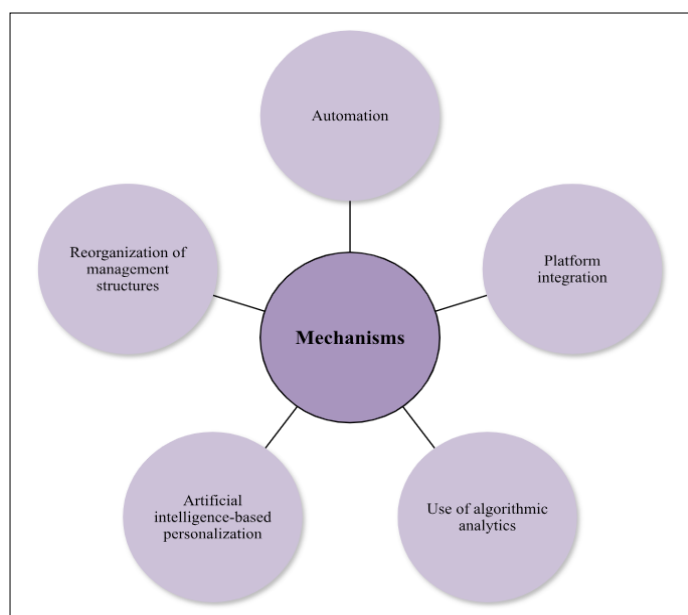 Automation
Reorganization of
management
structures
Platform
integration
Mechanisms
Artificial
intelligence-based
personalization
Use of algorithmic
analytics